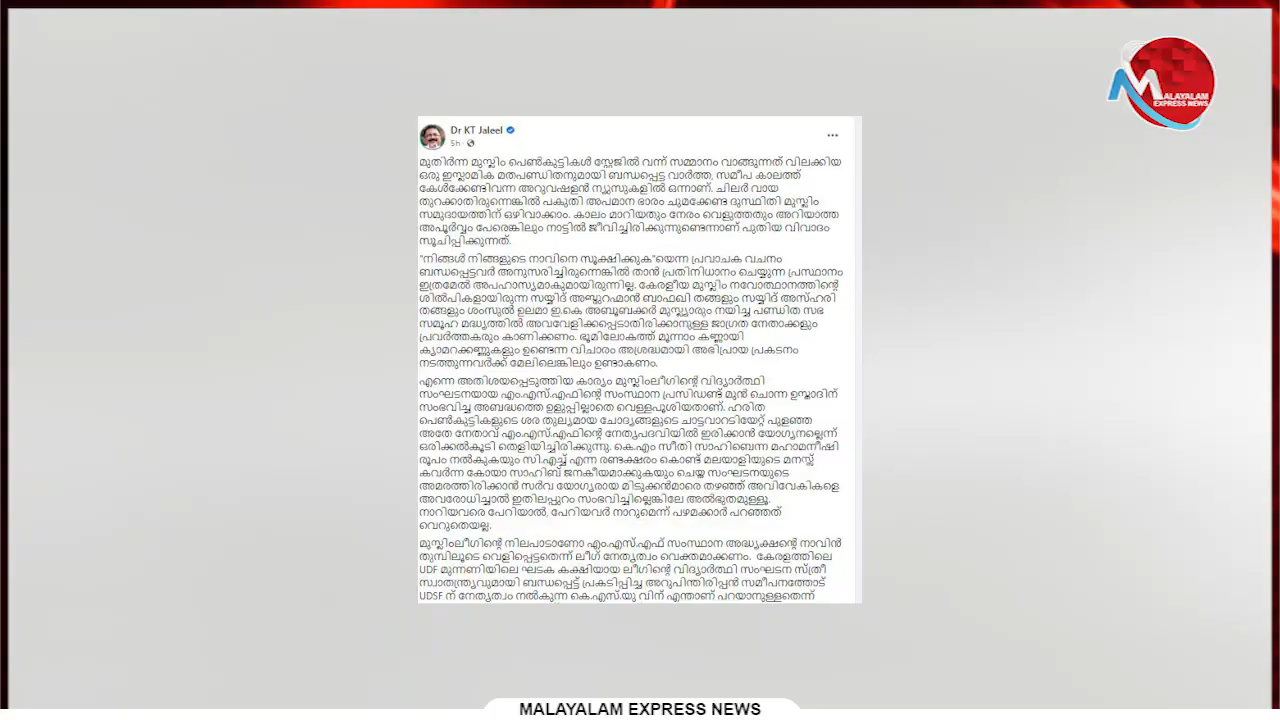 MALAYALAM
EXPRESS NEWS
Dr KT Jaleel
5h
മുതിർന്ന മുസ്ലിം പെൺകുട്ടികൾ സ്റ്റേജിൽ വന്ന് സമ്മാനം വാങ്ങുന്നത് വിലക്കിയ
ഒരു ഇസ്ലാമിക മതപണ്ഡിതനുമായി ബന്ധപ്പെട്ട വാർത്ത, സമീപ കാലത്ത്
കേൾക്കേണ്ടിവന്ന അറുവഷളൻ ന്യൂസുകളിൽ ഒന്നാണ്. ചിലർ വായ
തുറക്കാതിരുന്നെങ്കിൽ പകുതി അപമാന ഭാരം ചുമക്കേണ്ട ദുസ്ഥിതി മുസ്ലിം
സമുദായത്തിന് ഒഴിവാക്കാം. കാലം മാറിയതും നേരം വെളുത്തതും അറിയാത്ത
അപൂർവ്വം പേരെങ്കിലും നാട്ടിൽ ജീവിച്ചിരിക്കുന്നുണ്ടെന്നാണ് പുതിയ വിവാദം
സൂചിപ്പിക്കുന്നത്.
"നിങ്ങൾ നിങ്ങളുടെ നാവിനെ സൂക്ഷിക്കുക"യെന്ന പ്രവാചക വചനം
ബന്ധപ്പെട്ടവർ അനുസരിച്ചിരുന്നെങ്കിൽ താൻ പ്രതിനിധാനം ചെയ്യുന്ന പ്രസ്ഥാനം
ഇത്രമേൽ അപഹാസ്യമാകുമായിരുന്നില്ല. കേരളീയ മുസ്ലിം നവോത്ഥാനത്തിന്റെ
ശിൽപികളായിരുന്ന സയ്യിദ് അബ്ദുറഹ്മാൻ ബാഫഖി തങ്ങളും സയ്യിദ് അസ്ഹരി
തങ്ങളും ശംസുൽ ഉലമാ ഇ.കെ അബൂബക്കർ മുസ്ല്യാരും നയിച്ച പണ്ഡിത സഭ
സമൂഹ മദ്ധ്യത്തിൽ അവവേളിക്കപ്പെടാതിരിക്കാനുള്ള ജാഗ്രത നേതാക്കളും
പ്രവർത്തകരും കാണിക്കണം. ഭൂമിലോകത്ത് മൂന്നാം കണ്ണായി
ക്യാമറക്കണ്ണുകളും ഉണ്ടെന്ന വിചാരം അശ്രദ്ധമായി അഭിപ്രായ പ്രകടനം
നടത്തുന്നവർക്ക് മേലിലെങ്കിലും ഉണ്ടാകണം.
എന്നെ അതിശയപ്പെടുത്തിയ കാര്യം മുസ്ലിംലീഗിന്റെ വിദ്യാർത്ഥി
സംഘടനയായ എം.എസ്.എഫിന്റെ സംസ്ഥാന പ്രസിഡണ്ട് മുൻ ചൊന്ന ഉസ്താദിന്
സംഭവിച്ച അബദ്ധത്തെ ഉളുപ്പില്ലാതെ വെള്ളപൂശിയതാണ്. ഹരിത
പെൺകുട്ടികളുടെ ശര തുല്യമായ ചോദ്യങ്ങളുടെ ചാട്ടവാറടിയേറ്റ് പുളഞ്ഞ
അതേ നേതാവ് എം.എസ്.എഫിന്റെ നേതൃപദവിയിൽ ഇരിക്കാൻ യോഗ്യനല്ലെന്ന്
ഒരിക്കൽകൂടി തെളിയിച്ചിരിക്കുന്നു. കെ.എം സീതി സാഹിബെന്ന മഹാമനീഷി
രൂപം നൽകുകയും സി.എച്ച് എന്ന രണ്ടക്ഷരം കൊണ്ട് മലയാളിയുടെ മനസ്സ്
കവർന്ന കോയാ സാഹിബ് ജനകീയമാക്കുകയും ചെയ്ത സംഘടനയുടെ
അമരത്തിരിക്കാൻ സർവ യോഗ്യരായ മിടുക്കൻമാരെ തഴഞ്ഞ് അവിവേകികളെ
അവരോധിച്ചാൽ ഇതിലപ്പുറം സംഭവിച്ചില്ലെങ്കിലേ അൽഭുതമുള്ളൂ.
നാറിയവരെ പേറിയാൽ, പേറിയവർ നാറുമെന്ന് പഴമക്കാർ പറഞ്ഞത്
വെറുതെയല്ല.
മുസ്ലിംലീഗിന്റെ നിലപാടാണോ എം.എസ്.എഫ് സംസ്ഥാന അദ്ധ്യക്ഷന്റെ നാവിൻ
തുമ്പിലൂടെ വെളിപ്പെട്ടതെന്ന് ലീഗ് നേതൃത്വം വെക്തമാക്കണം. കേരളത്തിലെ
UDF മുന്നണിയിലെ ഘടക കക്ഷിയായ ലീഗിന്റെ വിദ്യാർത്ഥി സംഘടന സ്ത്രീ
സ്വാതന്ത്ര്യവുമായി ബന്ധപ്പെട്ട് പ്രകടിപ്പിച്ച അറുപിന്തിരിപ്പൻ സമീപനത്തോട്
UDSF ന് നേതൃത്വം നൽകുന്ന കെ.എസ്.യു വിന് എന്താണ് പറയാനുള്ളതെന്ന്
MALAYALAM EXPRESS NEWS